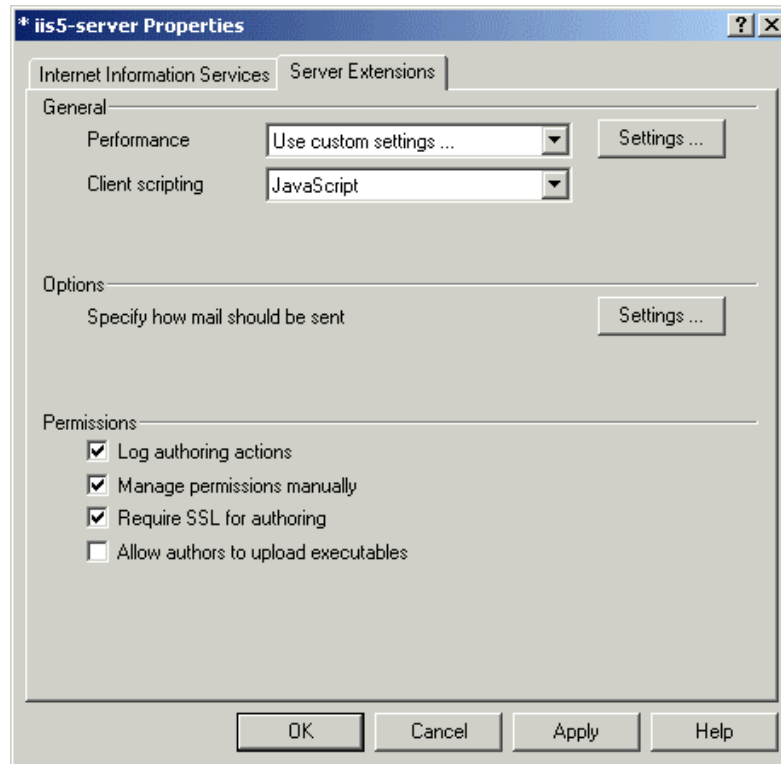 * iis5-server Properties
Internet Information Services Server Extensions
General
Performance Use custom settings ... Settings ...
Client scripting JavaScript
Options
Specify how mail should be sent Settings ...
Permissions
Log authoring actions
Manage permissions manually
Require SSL for authoring
Allow authors to upload executables
OK Cancel Apply Help